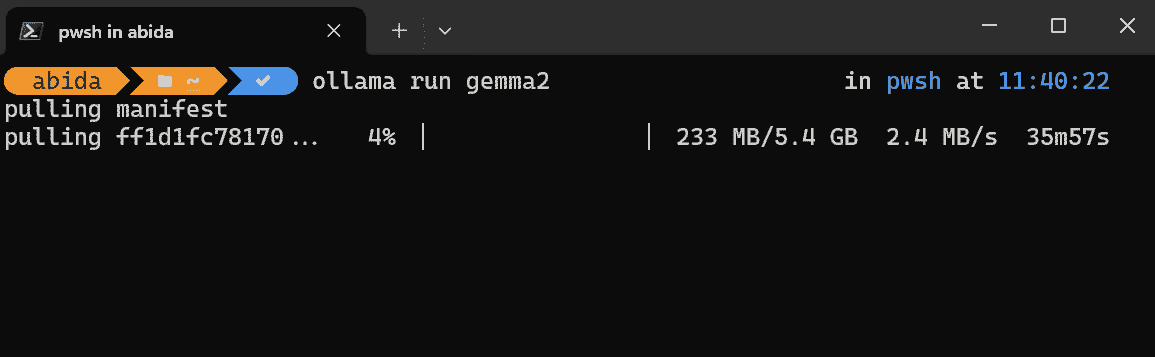 pwsh in abida
abida ~ ollama run gemma2 in pwsh at 11:40:22
pulling manifest
pulling ff1d1fc78170... 4% | | 233 MB/5.4 GB 2.4 MB/s 35m57s